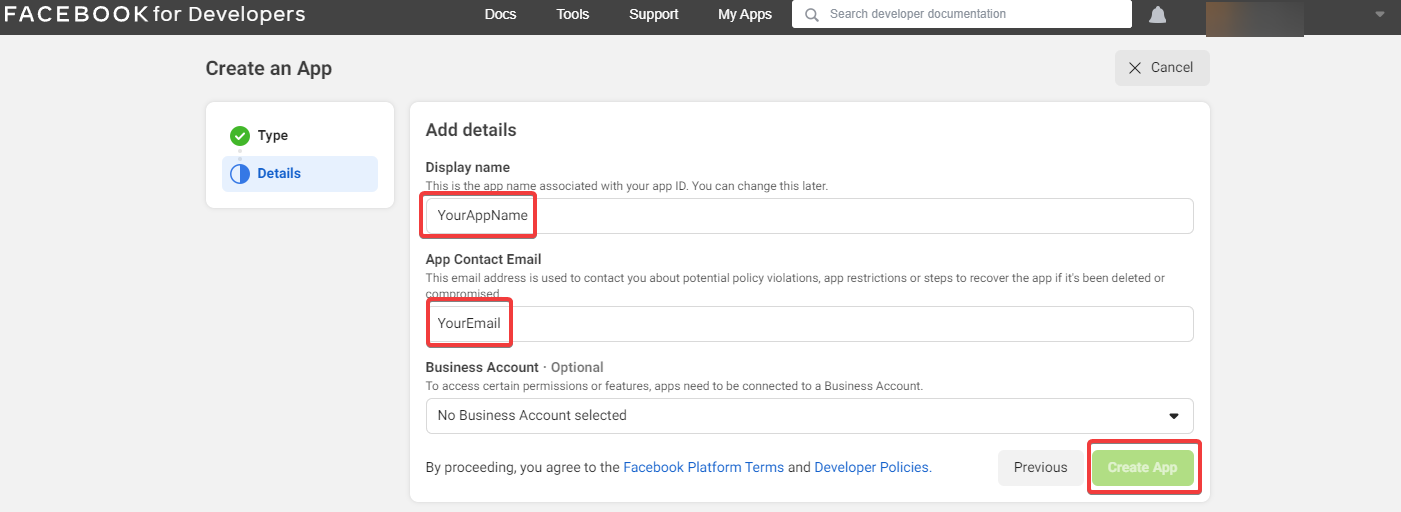 FACEBOOK for Developers
Docs
Tools
Support
My Apps
Search developer documentation
Create an App
Cancel
Type
Details
Add details
Display name
This is the app name associated with your app ID. You can change this later.
YourAppName
App Contact Email
This email address is used to contact you about potential policy violations, app restrictions or steps to recover the app if it's been deleted or
compromised.
YourEmail
Business Account · Optional
To access certain permissions or features, apps need to be connected to a Business Account.
No Business Account selected
By proceeding, you agree to the Facebook Platform Terms and Developer Policies.
Previous
Create App